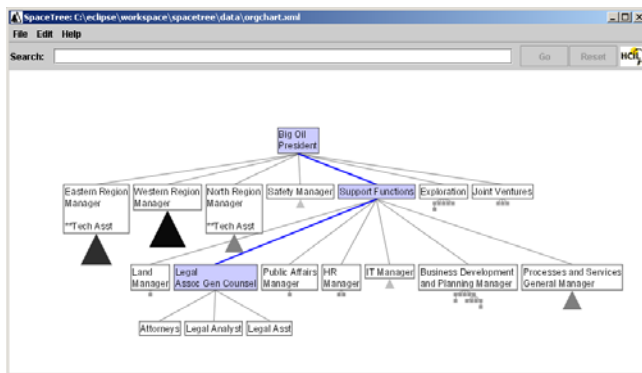 SpaceTree: C:\eclipse\workspace\spacetree\data\orgchart.xml
File Edit Help
Search: Go Reset HCIL
Big Oil
President
Eastern Region
Manager
**Tech Asst
Western Region
Manager
North Region
Manager
**Tech Asst
Safety Manager
Support Functions
Exploration
Joint Ventures
Land
Manager
Legal
Assoc Gen Counsel
Public Affairs
Manager
HR
Manager
IT Manager
Business Development
and Planning Manager
Processes and Services
General Manager
Attorneys
Legal Analyst
Legal Asst